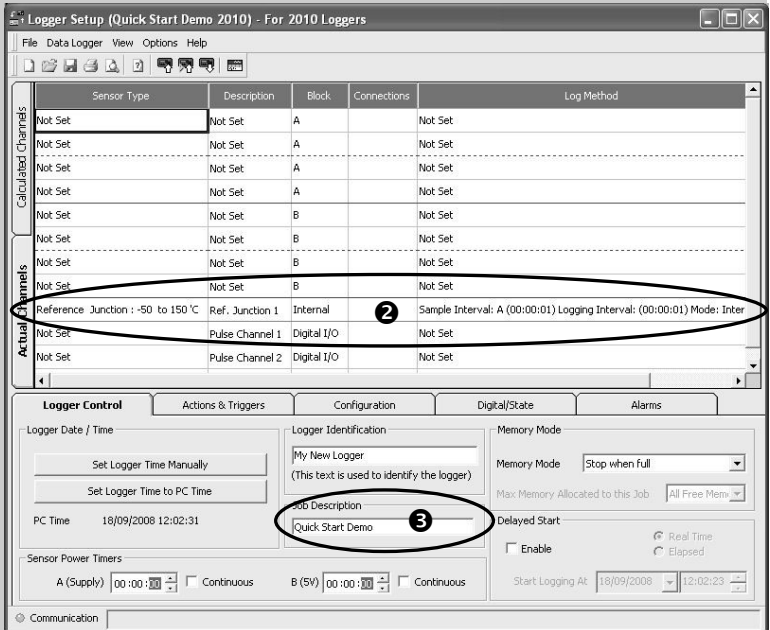 Logger Setup (Quick Start Demo 2010) - For 2010 Loggers
File Data Logger View Options Help
Sensor Type Description Block Connections Log Method
Calculated Channels
Actual Channels
Not Set Not Set A Not Set
Not Set Not Set A Not Set
Not Set Not Set A Not Set
Not Set Not Set A Not Set
Not Set Not Set B Not Set
Not Set Not Set B Not Set
Not Set Not Set B Not Set
Not Set Not Set B Not Set
Reference Junction : -50 to 150 'C Ref. Junction 1 Internal ❷ Sample Interval: A (00:00:01) Logging Interval: (00:00:01) Mode: Inter
Not Set Pulse Channel 1 Digital I/O Not Set
Not Set Pulse Channel 2 Digital I/O Not Set
Logger Control Actions & Triggers Configuration Digital/State Alarms
Logger Date / Time
Set Logger Time Manually
Set Logger Time to PC Time
PC Time 18/09/2008 12:02:31
Logger Identification
My New Logger
(This text is used to identify the logger)
Job Description
Quick Start Demo ❸
Memory Mode
Memory Mode Stop when full
Max Memory Allocated to this Job All Free Mem
Delayed Start
Enable
Real Time
Elapsed
Start Logging At 18/09/2008 12:02:23
Sensor Power Timers
A (Supply) 00:00:00 Continuous B (5V) 00:00:00 Continuous
Communication